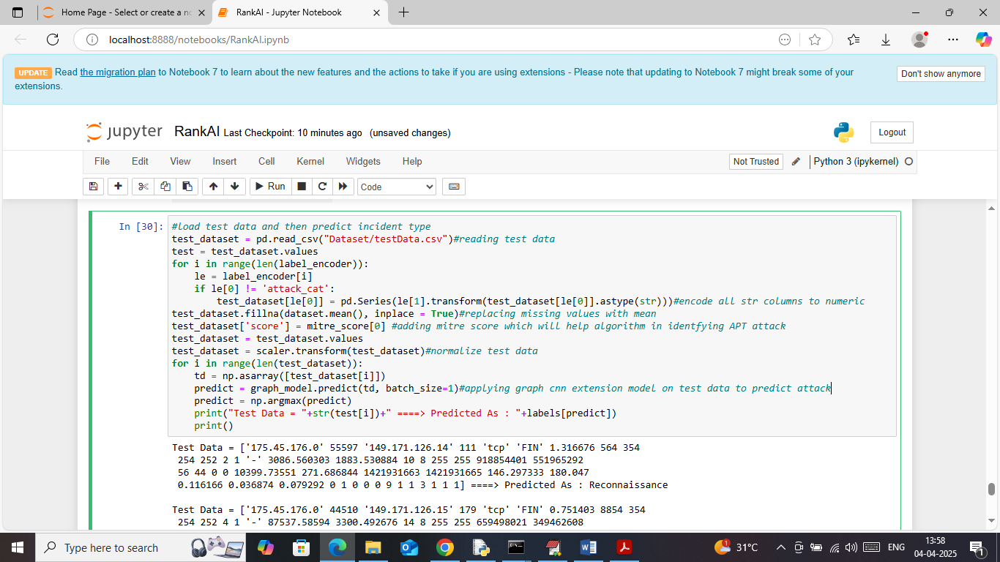 Home Page - Select or create a no
RankAI - Jupyter Notebook
localhost:8888/notebooks/RankAI.ipynb
UPDATE Read the migration plan to Notebook 7 to learn about the new features and the actions to take if you are using extensions - Please note that updating to Notebook 7 might break some of your
extensions.
Don't show anymore
jupyter RankAI Last Checkpoint: 10 minutes ago (unsaved changes)
Logout
File Edit View Insert Cell Kernel Widgets Help
Not Trusted Python 3 (ipykernel)
Run Code
In [30]: #load test data and then predict incident type
test_dataset = pd.read_csv("Dataset/testData.csv")#reading test data
test = test_dataset.values
for i in range(len(label_encoder)):
    le = label_encoder[i]
    if le[0] != 'attack_cat':
        test_dataset[le[0]] = pd.Series(le[1].transform(test_dataset[le[0]].astype(str)))#encode all str columns to numeric
test_dataset.fillna(dataset.mean(), inplace = True)#replacing missing values with mean
test_dataset['score'] = mitre_score[0] #adding mitre score which will help algorithm in identfying APT attack
test_dataset = test_dataset.values
test_dataset = scaler.transform(test_dataset)#normalize test data
for i in range(len(test_dataset)):
    td = np.asarray([test_dataset[i]])
    predict = graph_model.predict(td, batch_size=1)#applying graph cnn extension model on test data to predict attack
    predict = np.argmax(predict)
    print("Test Data = "+str(test[i])+" ====> Predicted As : "+labels[predict])
    print()
Test Data = ['175.45.176.0' 55597 '149.171.126.14' 111 'tcp' 'FIN' 1.316676 564 354
 254 252 2 1 '-' 3086.560303 1883.530884 10 8 255 255 918854401 551965292
 56 44 0 0 10399.73551 271.686844 1421931663 1421931665 146.297333 180.047
 0.116166 0.036874 0.079292 0 1 0 0 0 9 1 1 3 1 1 1] ====> Predicted As : Reconnaissance
Test Data = ['175.45.176.0' 44510 '149.171.126.15' 179 'tcp' 'FIN' 0.751403 8854 354
 254 252 4 1 '-' 87537.58594 3300.492676 14 8 255 255 659498021 349462608
Type here to search
1
31°C
ENG
13:58
04-04-2025
1